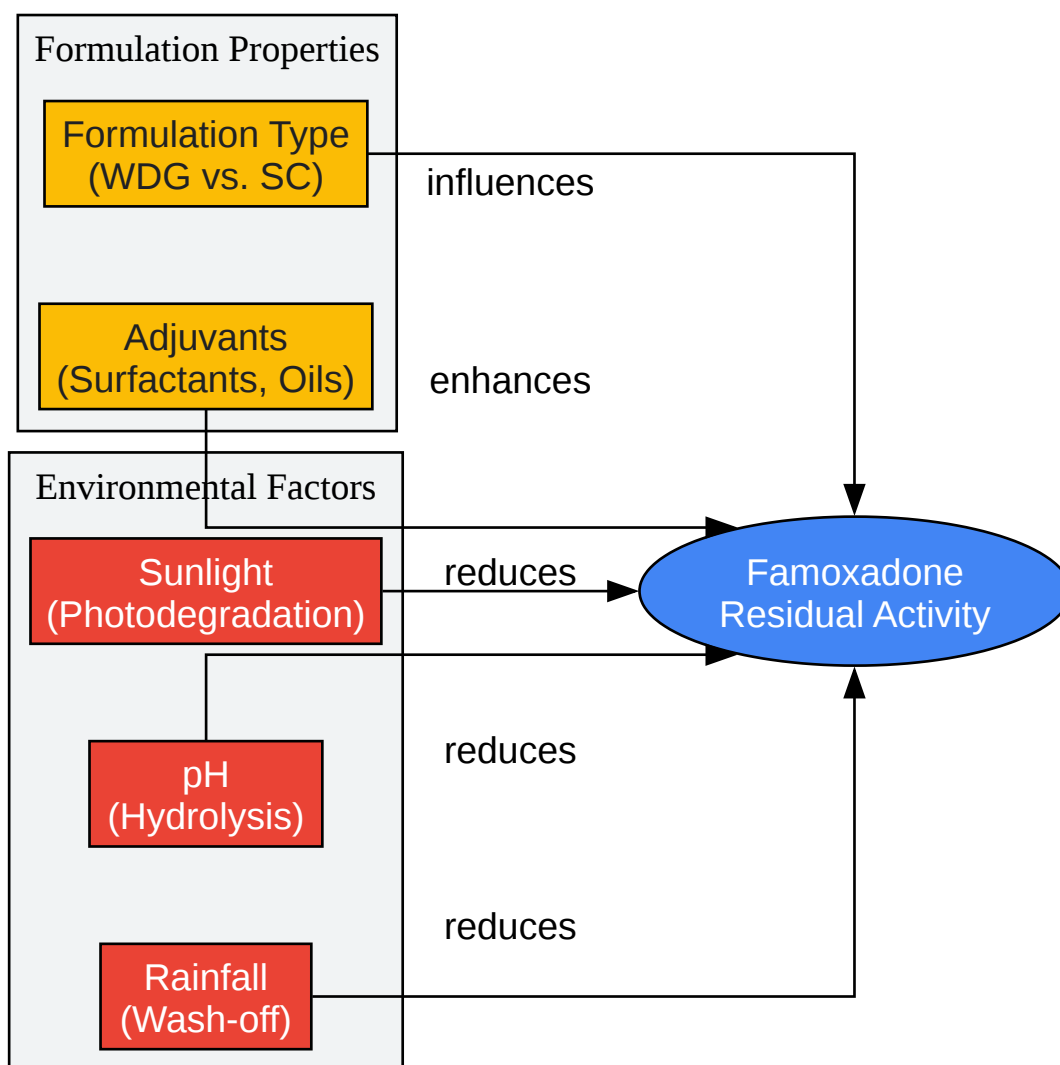 Formulation Properties
Formulation Type
(WDG vs. SC)
influences
Adjuvants
(Surfactants, Oils)
enhances
Environmental Factors
Sunlight
(Photodegradation)
reduces
Famoxadone
Residual Activity
pH
(Hydrolysis)
reduces
Rainfall
(Wash-off)
reduces